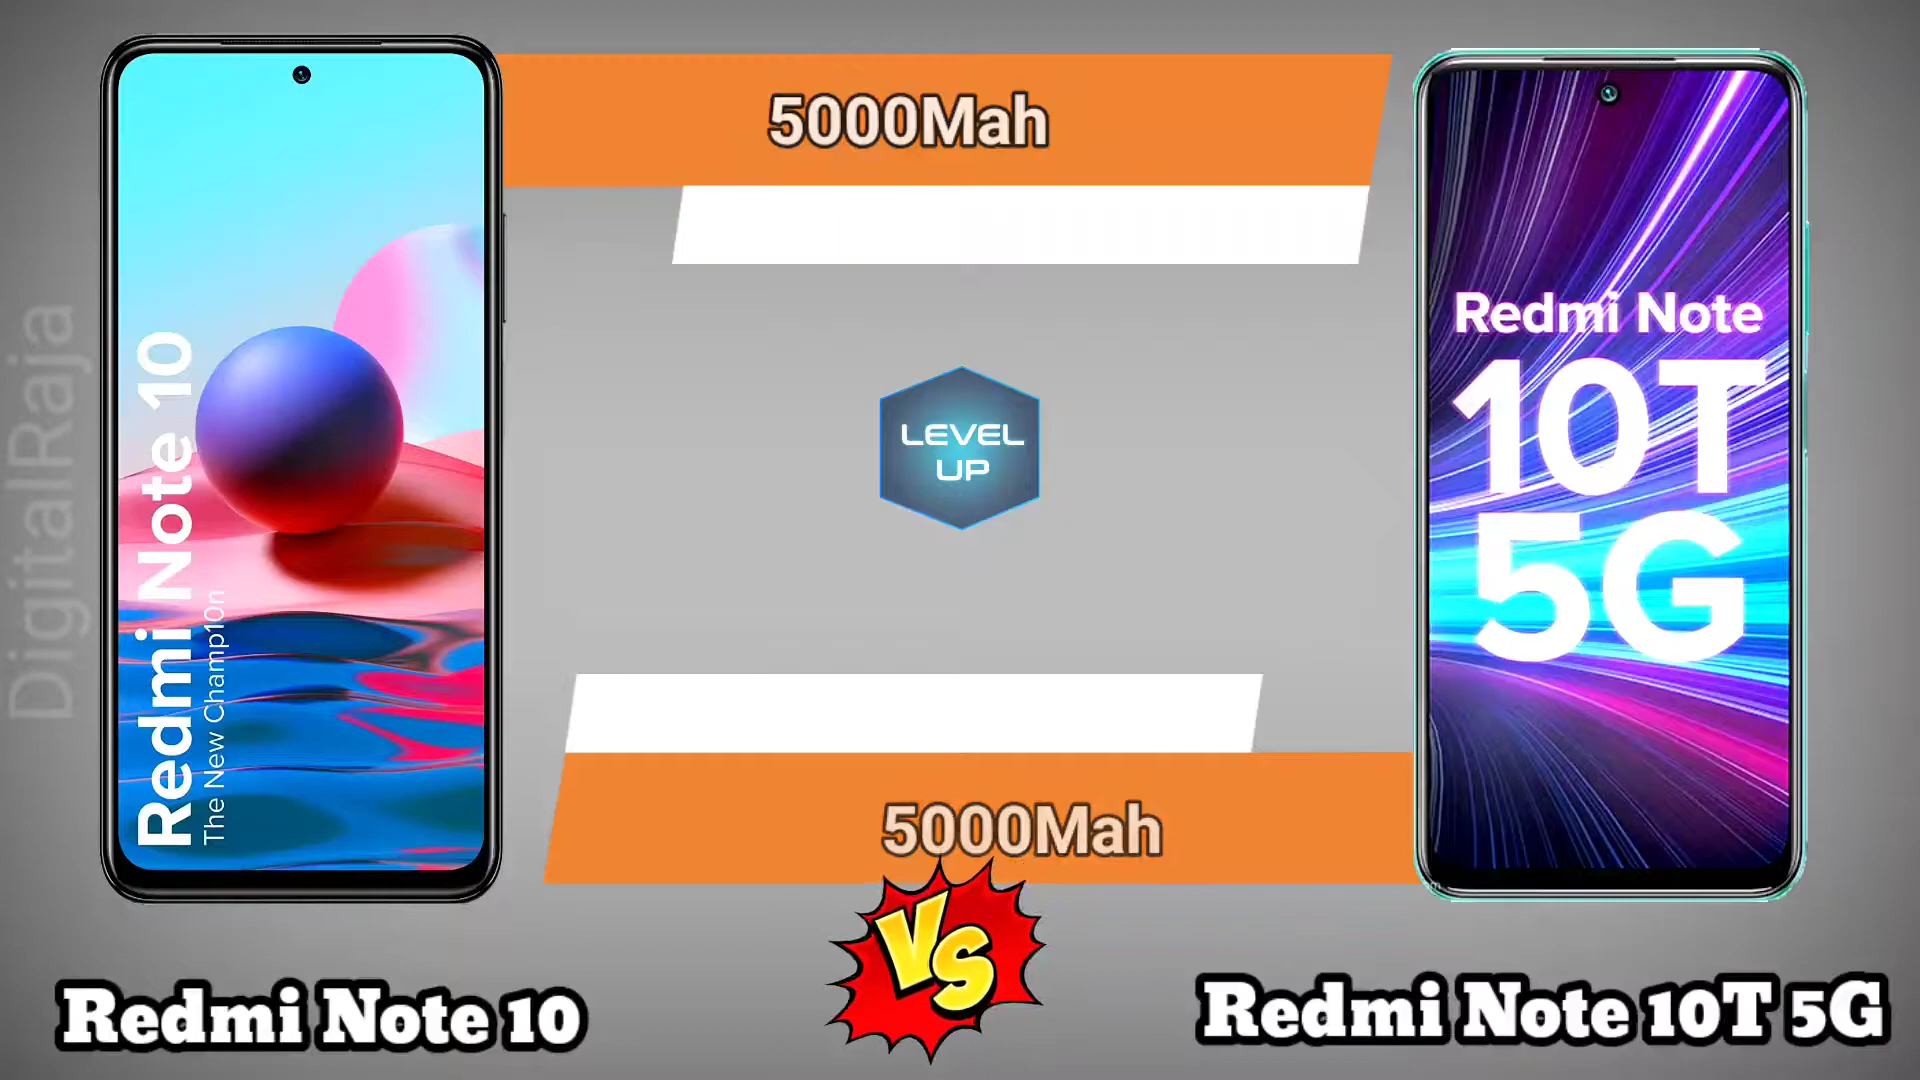 5000Mah
DigitalRaja
Redmi Note 10
The New Champ10n
LEVEL
UP
Redmi Note
10T
5G
5000Mah
VS
Redmi Note 10
Redmi Note 10T 5G